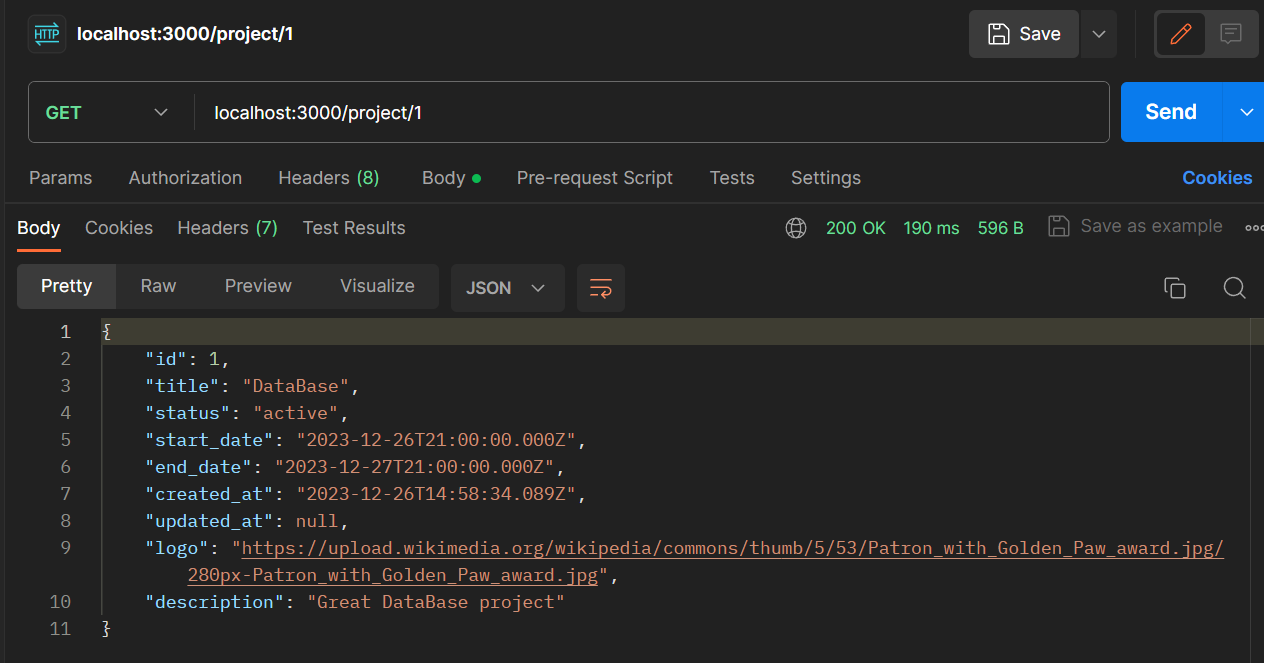 HTTP localhost:3000/project/1 Save
GET localhost:3000/project/1 Send
Params Authorization Headers (8) Body Pre-request Script Tests Settings Cookies
Body Cookies Headers (7) Test Results 200 OK 190 ms 596 B Save as example
Pretty Raw Preview Visualize JSON
1 {
2 "id": 1,
3 "title": "DataBase",
4 "status": "active",
5 "start_date": "2023-12-26T21:00:00.000Z",
6 "end_date": "2023-12-27T21:00:00.000Z",
7 "created_at": "2023-12-26T14:58:34.089Z",
8 "updated_at": null,
9 "logo": "https://upload.wikimedia.org/wikipedia/commons/thumb/5/53/Patron_with_Golden_Paw_award.jpg/
280px-Patron_with_Golden_Paw_award.jpg",
10 "description": "Great DataBase project"
11 }